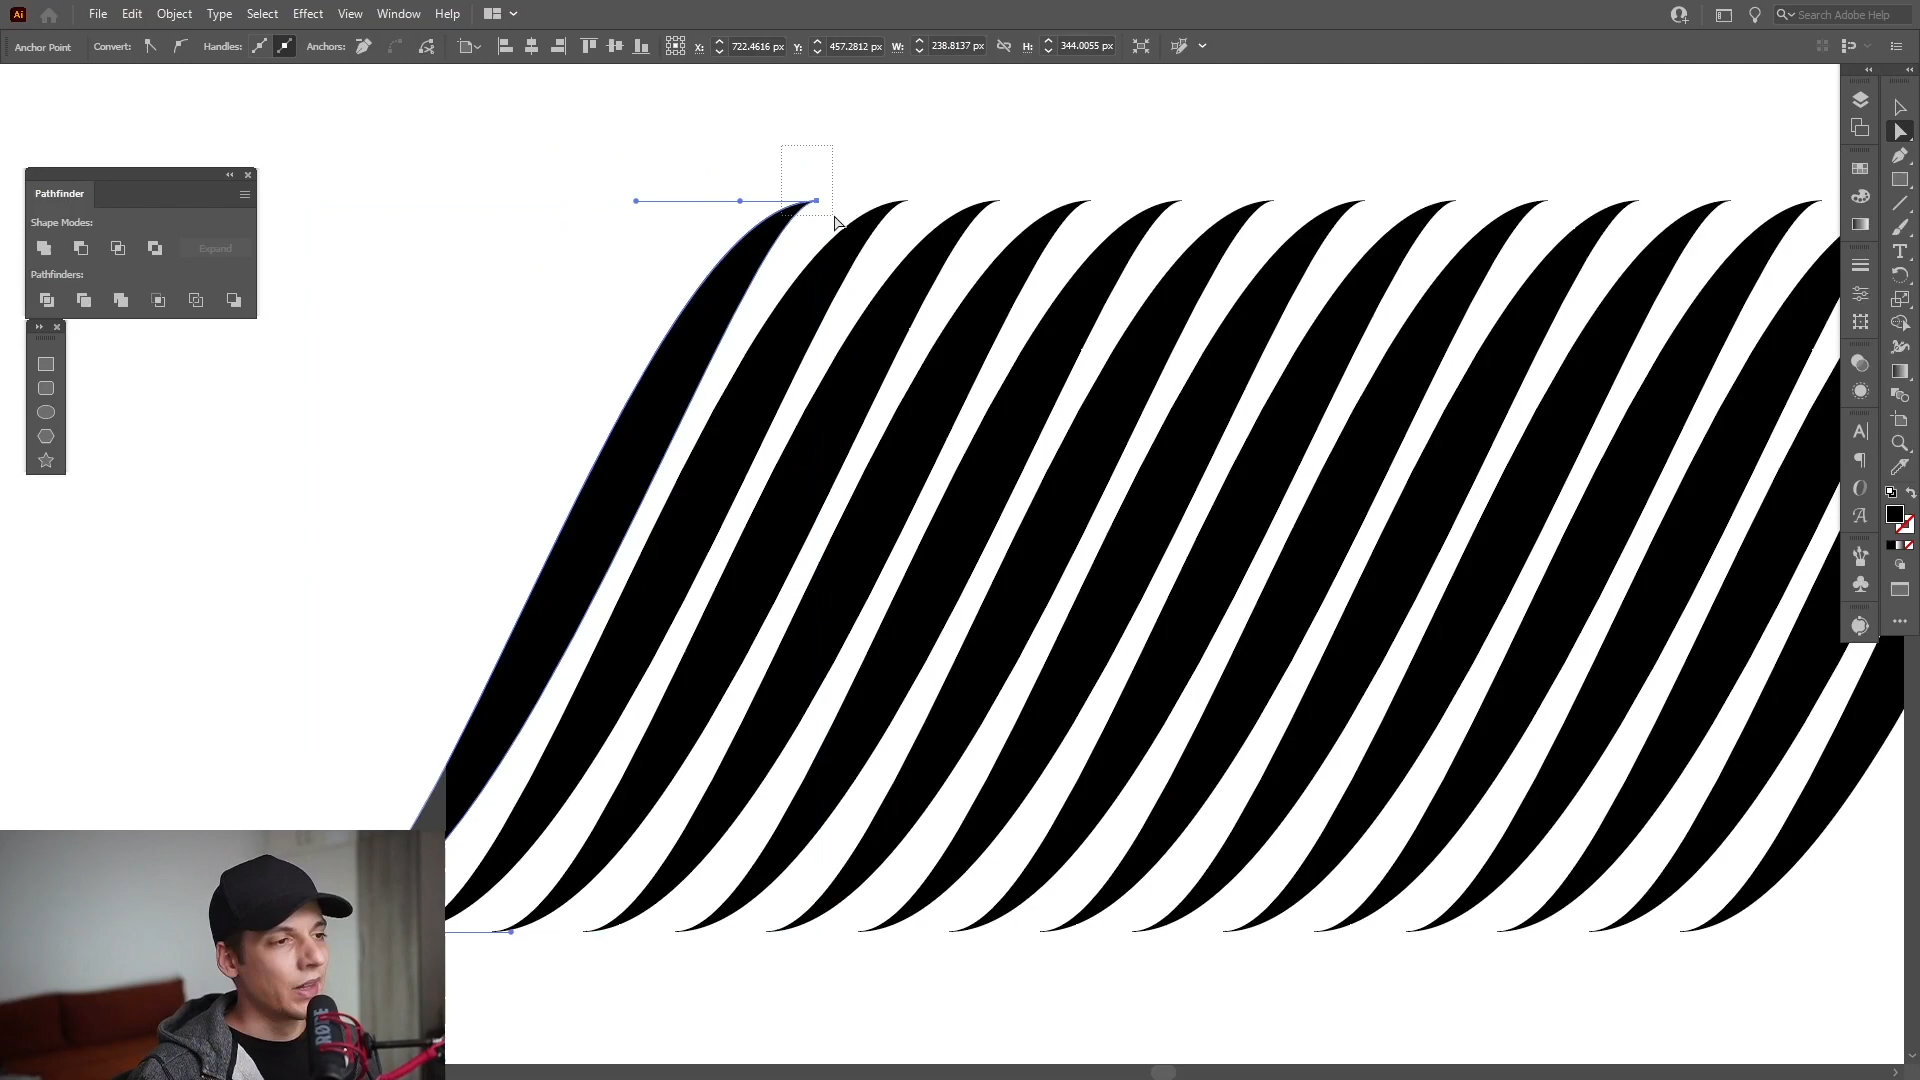 Ai File Edit Object Type Select Effect View Window Help Search Adobe Help
Anchor Point Convert: Handles: Anchors: X: 722.4616 px Y: 457.2812 px W: 238.8137 px H: 344.0055 px
Pathfinder
Shape Modes:
Expand
Pathfinders:
RØDE